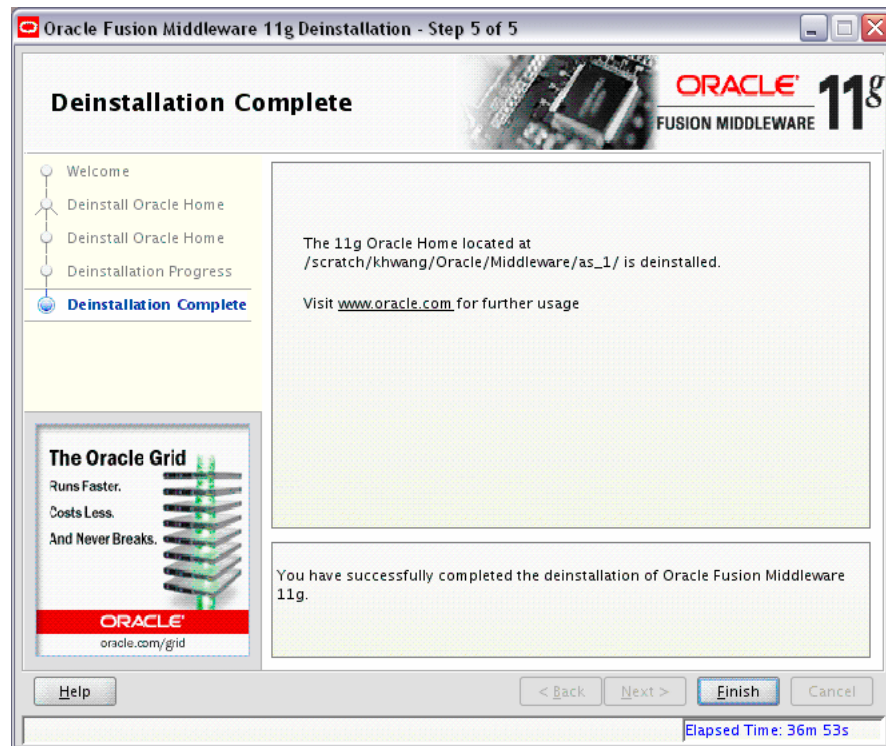 Oracle Fusion Middleware 11g Deinstallation - Step 5 of 5
Deinstallation Complete
ORACLE
FUSION MIDDLEWARE
11g
Welcome
Deinstall Oracle Home
Deinstall Oracle Home
Deinstallation Progress
Deinstallation Complete
The 11g Oracle Home located at
/scratch/khwang/Oracle/Middleware/as_1/ is deinstalled.
Visit www.oracle.com for further usage
The Oracle Grid
Runs Faster.
Costs Less.
And Never Breaks.
ORACLE
oracle.com/grid
You have successfully completed the deinstallation of Oracle Fusion Middleware
11g.
Help
< Back
Next >
Finish
Cancel
Elapsed Time: 36m 53s